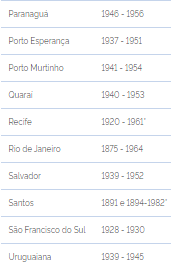 Paranaguá 1946 - 1956
Porto Esperança 1937 - 1951
Porto Murtinho 1941 - 1954
Quaraí 1940 - 1953
Recife 1920 - 1961*
Rio de Janeiro 1875 - 1964
Salvador 1939 - 1952
Santos 1891 e 1894-1982*
São Francisco do Sul 1928 - 1930
Uruguaiana 1939 - 1945